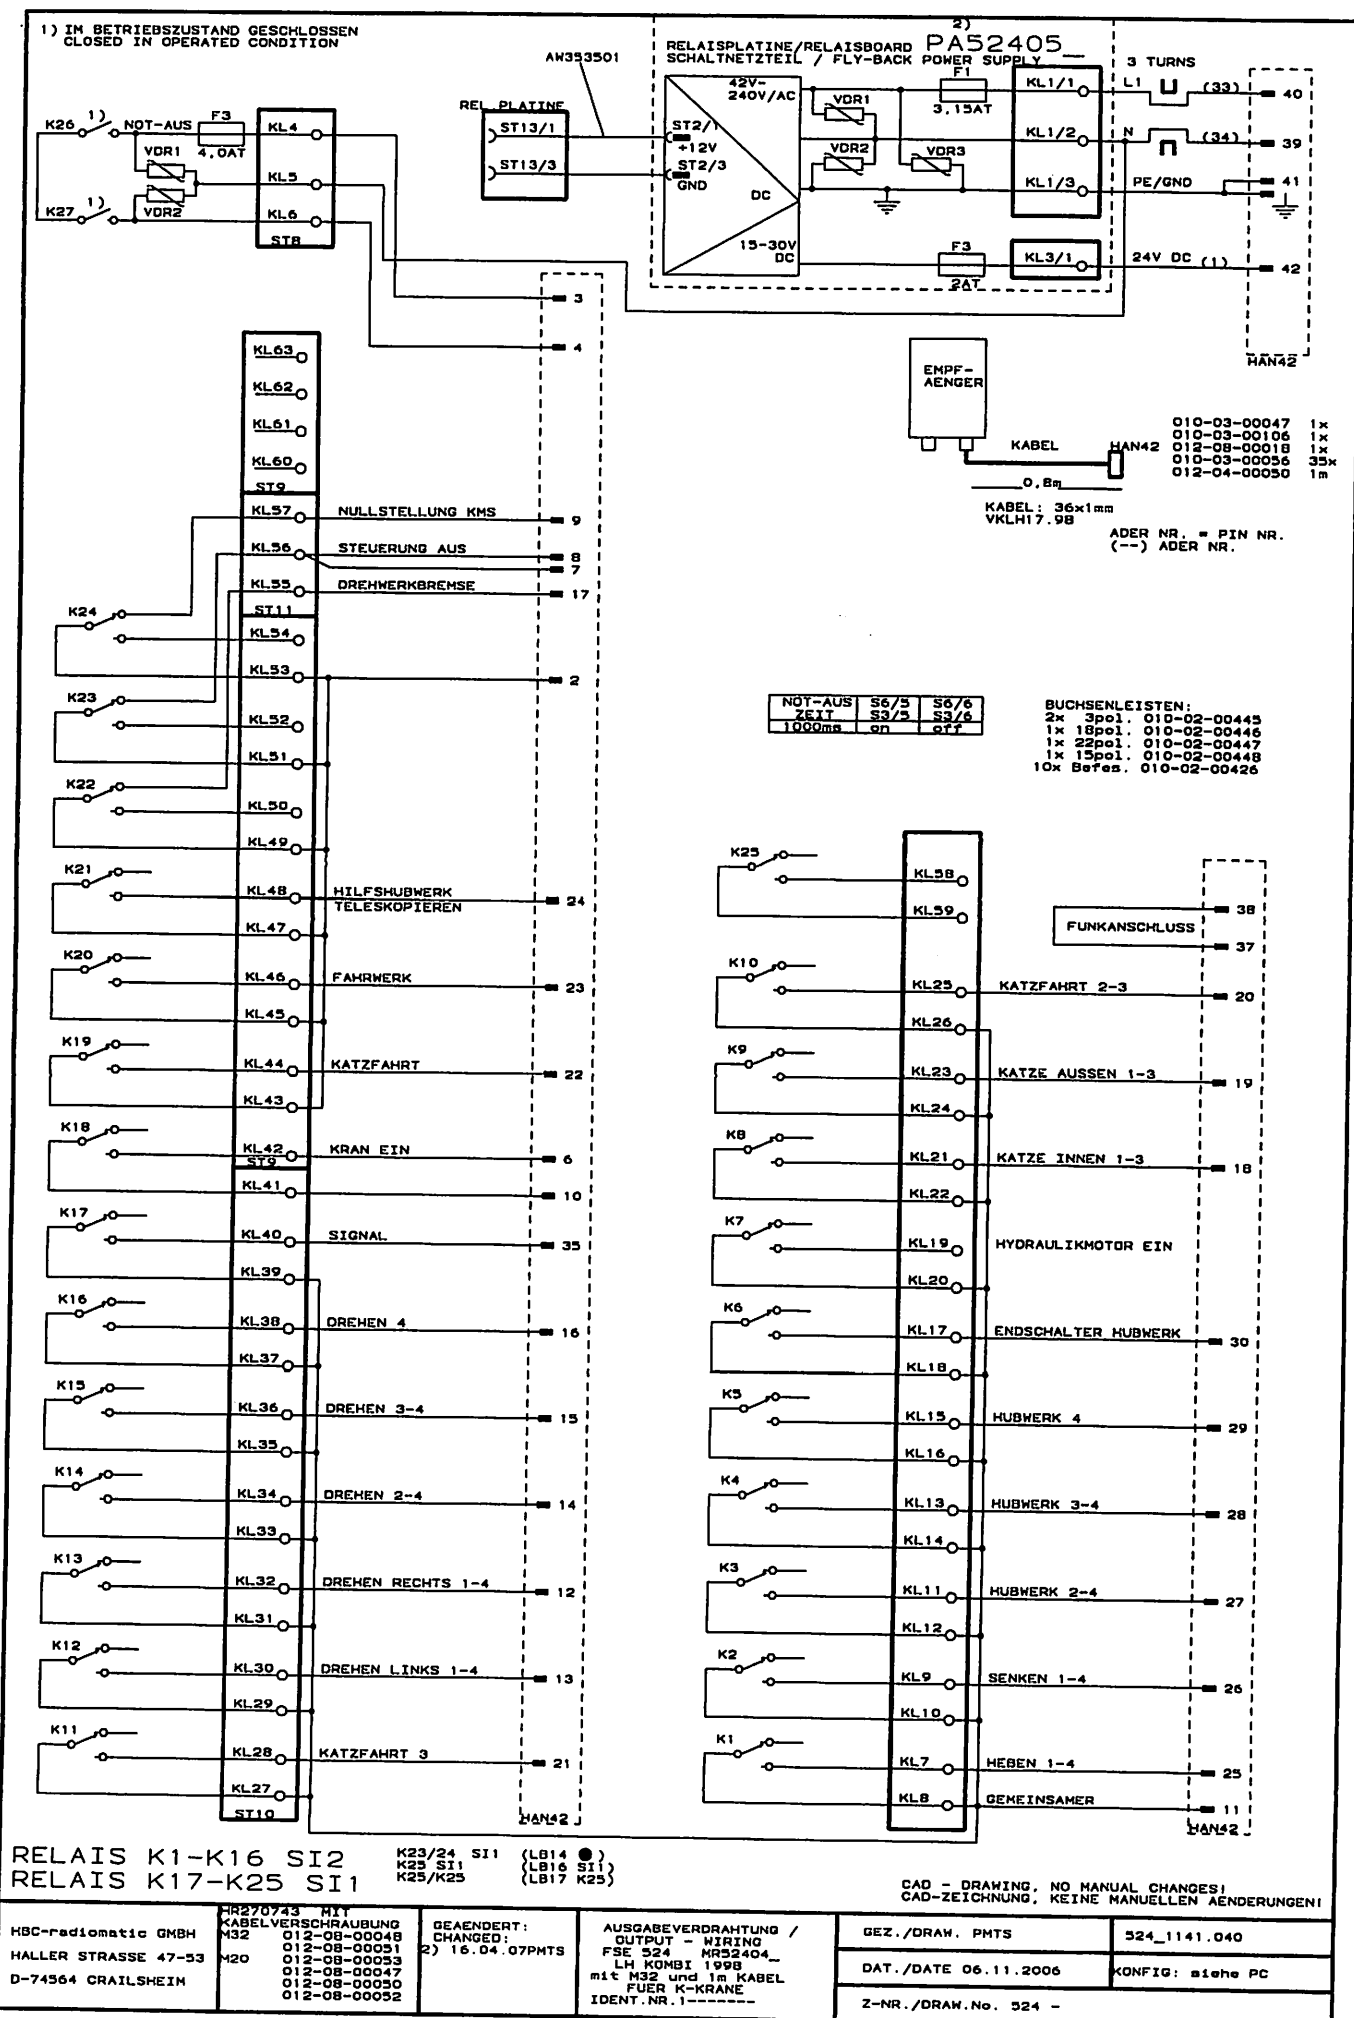 1) IM BETRIEBSZUSTAND GESCHLOSSEN
CLOSED IN OPERATED CONDITION
K26
1)
NOT-AUS
F3
4,0AT
KL4
VDR1
KL5
VDR2
K27
1)
KL6
ST8
AW353501
REL.PLATINE
ST13/1
ST13/3
2)
RELAISPLATINE/RELAISBOARD PA52405_
SCHALTNETZTEIL / FLY-BACK POWER SUPPLY
42V-
240V/AC
ST2/1
+12V
ST2/3
GND
DC
15-30V
DC
VDR1
VDR2
VDR3
F1
3,15AT
F3
2AT
KL1/1
KL1/2
KL1/3
KL3/1
3 TURNS
L1
(33)
40
N
(34)
39
PE/GND
41
24V DC (1)
42
HAN42
3
4
EMPF-
AENGER
KABEL
HAN42
0,8m
KABEL: 36x1mm
VKLH17.98
010-03-00047 1x
010-03-00106 1x
012-08-00018 1x
010-03-00056 35x
012-04-00050 1m
ADER NR. = PIN NR.
(--) ADER NR.
KL63
KL62
KL61
KL60
ST9
KL57
NULLSTELLUNG KMS
9
KL56
STEUERUNG AUS
8
7
KL55
DREHWERKBREMSE
17
ST11
K24
KL54
KL53
2
K23
KL52
KL51
K22
KL50
KL49
K21
KL48
HILFSHUBWERK
TELESKOPIEREN
24
KL47
K20
KL46
FAHRWERK
23
KL45
K19
KL44
KATZFAHRT
22
KL43
K18
KL42
KRAN EIN
6
ST9
KL41
10
K17
KL40
SIGNAL
35
KL39
K16
KL38
DREHEN 4
16
KL37
K15
KL36
DREHEN 3-4
15
KL35
K14
KL34
DREHEN 2-4
14
KL33
K13
KL32
DREHEN RECHTS 1-4
12
KL31
K12
KL30
DREHEN LINKS 1-4
13
KL29
K11
KL28
KATZFAHRT 3
21
KL27
ST10
HAN42
NOT-AUS S6/5 S6/6
ZEIT S3/5 S3/6
1000ms on off
BUCHSENLEISTEN:
2x 3pol. 010-02-00445
1x 18pol. 010-02-00446
1x 22pol. 010-02-00447
1x 15pol. 010-02-00448
10x Befes. 010-02-00426
K25
KL58
KL59
38
FUNKANSCHLUSS
37
K10
KL25
KATZFAHRT 2-3
20
KL26
K9
KL23
KATZE AUSSEN 1-3
19
KL24
K8
KL21
KATZE INNEN 1-3
18
KL22
K7
KL19
HYDRAULIKMOTOR EIN
KL20
K6
KL17
ENDSCHALTER HUBWERK
30
KL18
K5
KL15
HUBWERK 4
29
KL16
K4
KL13
HUBWERK 3-4
28
KL14
K3
KL11
HUBWERK 2-4
27
KL12
K2
KL9
SENKEN 1-4
26
KL10
K1
KL7
HEBEN 1-4
25
KL8
GEMEINSAMER
11
HAN42
RELAIS K1-K16 SI2
RELAIS K17-K25 SI1
K23/24 SI1 (LB14 ●)
K25 SI1 (LB16 SI1)
K25/K25 (LB17 K25)
CAD - DRAWING, NO MANUAL CHANGES!
CAD-ZEICHNUNG, KEINE MANUELLEN AENDERUNGEN!
HBC-radiomatic GMBH
HALLER STRASSE 47-53
D-74564 CRAILSHEIM
HR270743 MIT
KABELVERSCHRAUBUNG
M32 012-08-00048
012-08-00051
M20 012-08-00053
012-08-00047
012-08-00050
012-08-00052
GEAENDERT:
CHANGED:
2) 16.04.07PMTS
AUSGABEVERDRAHTUNG /
OUTPUT - WIRING
FSE 524 MR52404_
LH KOMBI 1998
mit M32 und 1m KABEL
FUER K-KRANE
IDENT.NR.1-------
GEZ./DRAW. PMTS
524_1141.040
DAT./DATE 06.11.2006
KONFIG: siehe PC
Z-NR./DRAW.No. 524 -